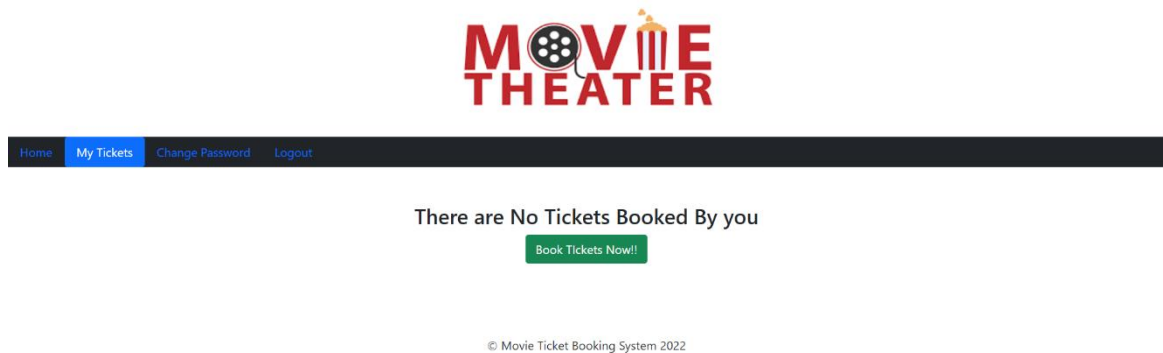 MOVIE
THEATER
Home My Tickets Change Password Logout
There are No Tickets Booked By you
Book TIckets Now!!
© Movie Ticket Booking System 2022